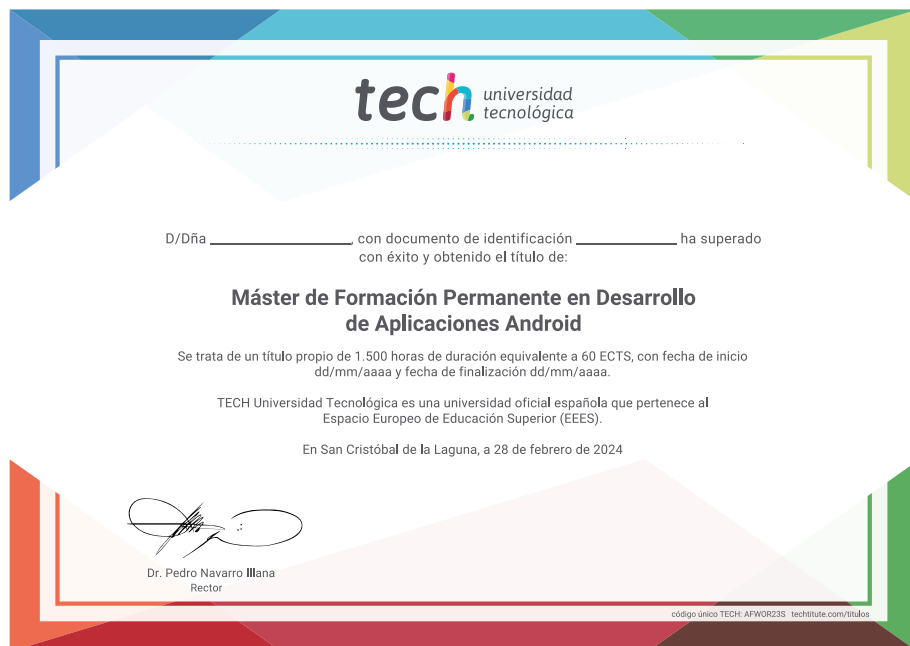 tech universidad
tecnológica
D/Dña ________________, con documento de identificación ____________ ha superado
con éxito y obtenido el título de:
Máster de Formación Permanente en Desarrollo
de Aplicaciones Android
Se trata de un título propio de 1.500 horas de duración equivalente a 60 ECTS, con fecha de inicio
dd/mm/aaaa y fecha de finalización dd/mm/aaaa.
TECH Universidad Tecnológica es una universidad oficial española que pertenece al
Espacio Europeo de Educación Superior (EEES).
En San Cristóbal de la Laguna, a 28 de febrero de 2024
Dr. Pedro Navarro Illana
Rector
código único TECH: AFWOR23S techtitute.com/titulos